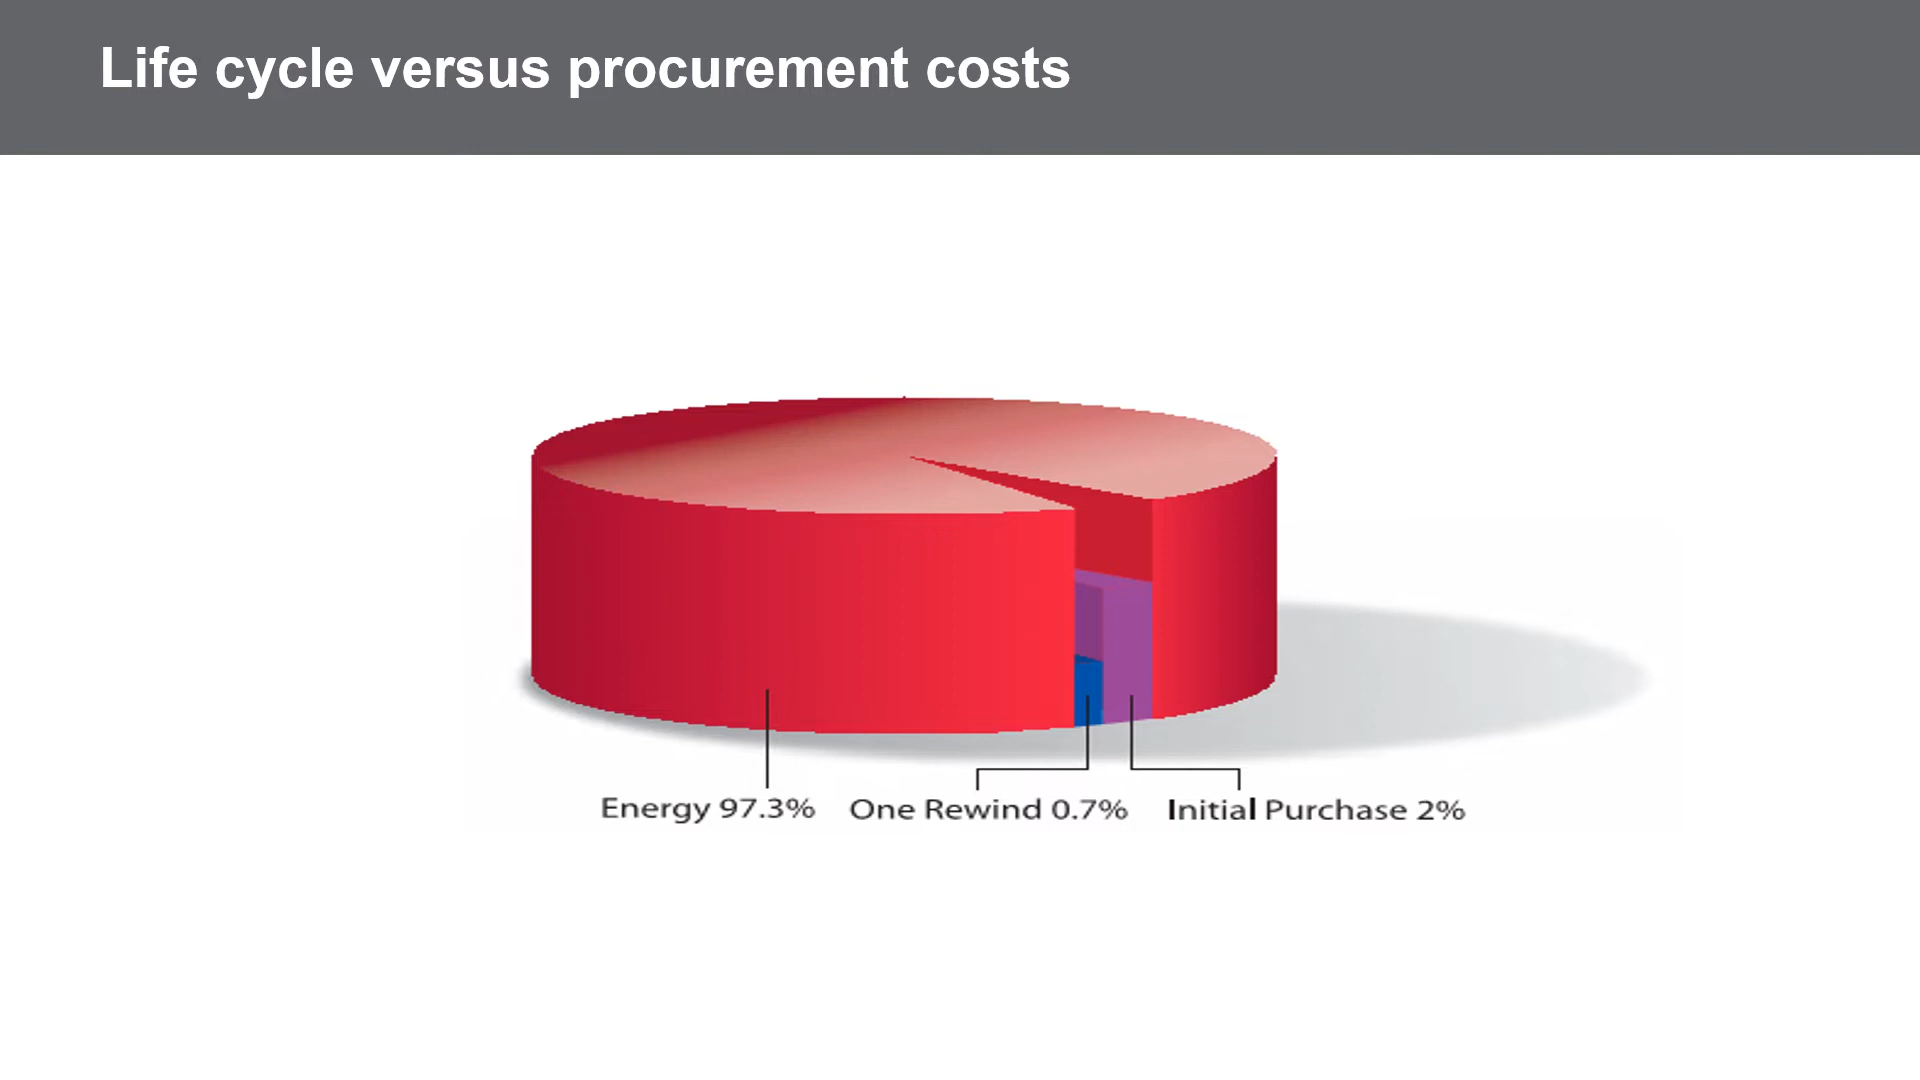 Life cycle versus procurement costs
Energy 97.3% One Rewind 0.7% Initial Purchase 2%